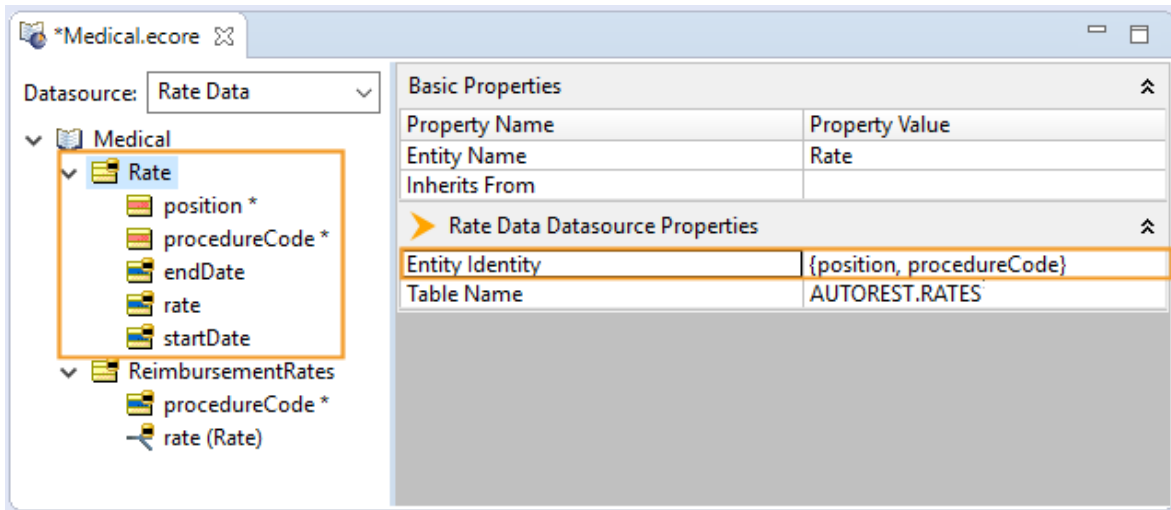 *Medical.ecore
Datasource: Rate Data
Medical
Rate
position *
procedureCode *
endDate
rate
startDate
ReimbursementRates
procedureCode *
rate (Rate)
Basic Properties
Property Name Property Value
Entity Name Rate
Inherits From
Rate Data Datasource Properties
Entity Identity {position, procedureCode}
Table Name AUTOREST.RATES